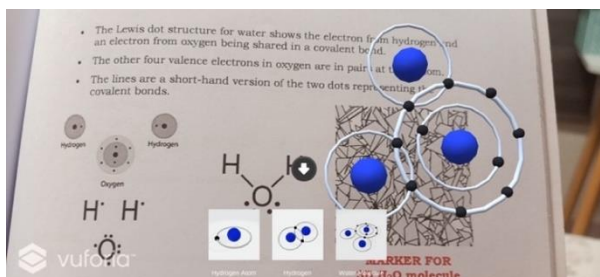 The Lewis dot structure for water shows the electron from hydrogen and
an electron from oxygen being shared in a covalent bond.
The other four valence electrons in oxygen are in pairs at
The lines are a short-hand version of the two dots representing
covalent bonds.
Hydrogen
Hydrogen
Oxygen
H H
H
O
O
vuforia
Hydrogen Atom
Hydrogen
Water
MARKER FOR
H₂O molecule